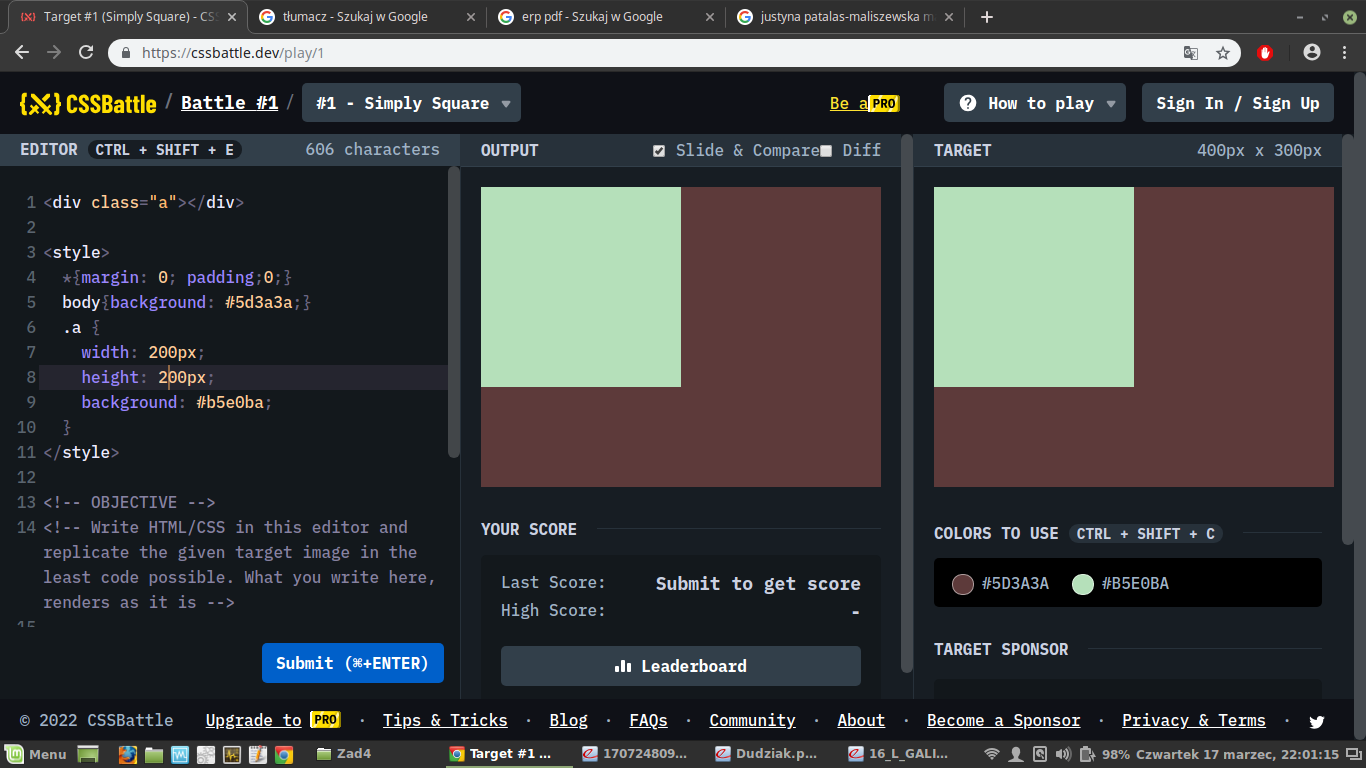 Target #1 (Simply Square) - CSS
tłumacz - Szukaj w Google
erp pdf - Szukaj w Google
justyna patalas-maliszewska m
https://cssbattle.dev/play/1
CSSBattle / Battle #1 / #1 - Simply Square
Be a PRO
How to play
Sign In / Sign Up
EDITOR CTRL + SHIFT + E 606 characters
1 <div class="a"></div>
2
3 <style>
4 *{margin: 0; padding;0;}
5 body{background: #5d3a3a;}
6 .a {
7 width: 200px;
8 height: 200px;
9 background: #b5e0ba;
10 }
11 </style>
12
13 <!-- OBJECTIVE -->
14 <!-- Write HTML/CSS in this editor and
replicate the given target image in the
least code possible. What you write here,
renders as it is -->
15
Submit (⌘+ENTER)
OUTPUT Slide & Compare Diff
YOUR SCORE
Last Score: Submit to get score
High Score: -
Leaderboard
TARGET 400px x 300px
COLORS TO USE CTRL + SHIFT + C
#5D3A3A #B5E0BA
TARGET SPONSOR
© 2022 CSSBattle Upgrade to PRO · Tips & Tricks · Blog · FAQs · Community · About · Become a Sponsor · Privacy & Terms ·
Menu Zad4 Target #1 ... 170724809... Dudziak.p... 16_L_GALI... 98% Czwartek 17 marzec, 22:01:15